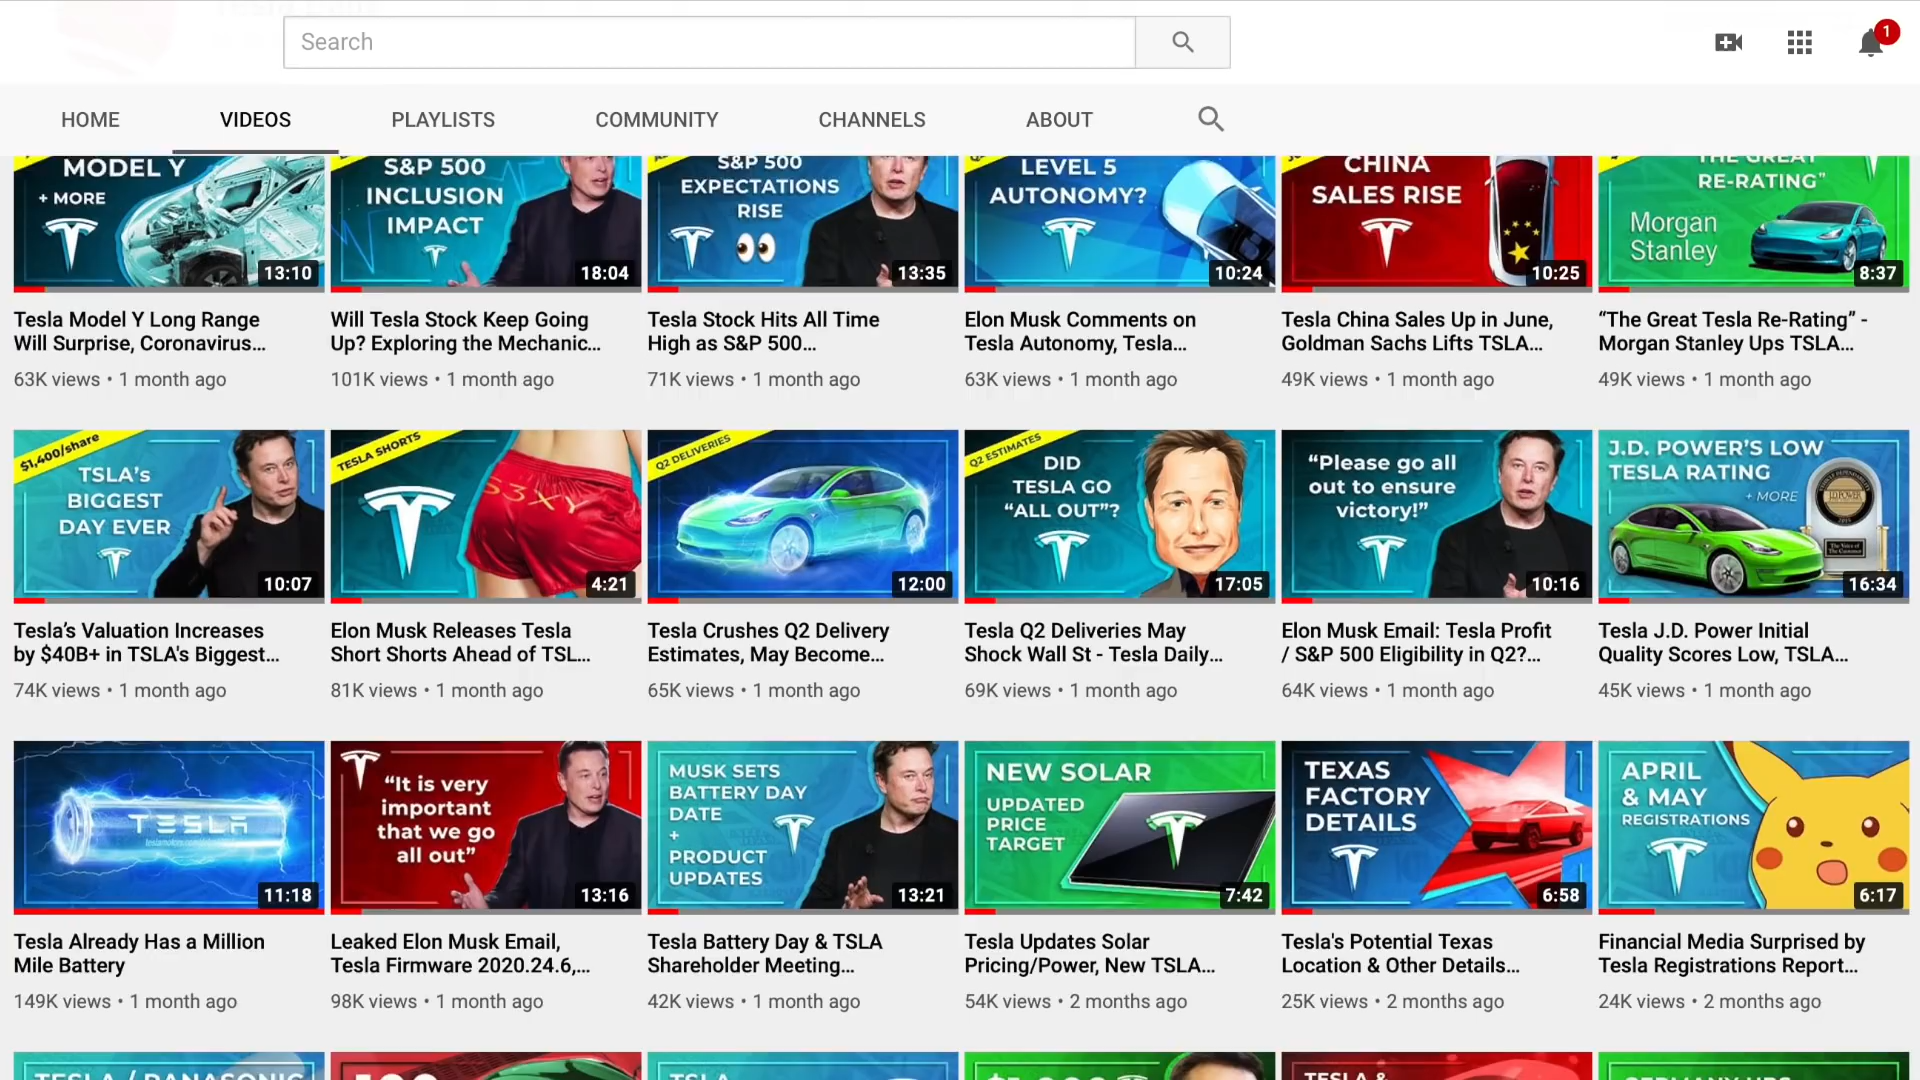 Search
1
HOME
VIDEOS
PLAYLISTS
COMMUNITY
CHANNELS
ABOUT
MODEL Y
+ MORE
13:10
S&P 500
INCLUSION
IMPACT
18:04
S&P 500
EXPECTATIONS
RISE
13:35
LEVEL 5
AUTONOMY?
10:24
CHINA
SALES RISE
10:25
THE GREAT
RE-RATING”
Morgan
Stanley
8:37
Tesla Model Y Long Range
Will Surprise, Coronavirus...
63K views • 1 month ago
Will Tesla Stock Keep Going
Up? Exploring the Mechanic...
101K views • 1 month ago
Tesla Stock Hits All Time
High as S&P 500...
71K views • 1 month ago
Elon Musk Comments on
Tesla Autonomy, Tesla...
63K views • 1 month ago
Tesla China Sales Up in June,
Goldman Sachs Lifts TSLA...
49K views • 1 month ago
“The Great Tesla Re-Rating” -
Morgan Stanley Ups TSLA...
49K views • 1 month ago
$1,400/share
TSLA’s
BIGGEST
DAY EVER
10:07
TESLA SHORTS
S3XY
4:21
Q2 DELIVERIES
12:00
Q2 ESTIMATES
DID
TESLA GO
“ALL OUT”?
17:05
“Please go all
out to ensure
victory!”
10:16
J.D. POWER’S LOW
TESLA RATING
+ MORE
J.D. POWER
The Voice of
The Customer
16:34
Tesla’s Valuation Increases
by $40B+ in TSLA's Biggest...
74K views • 1 month ago
Elon Musk Releases Tesla
Short Shorts Ahead of TSL...
81K views • 1 month ago
Tesla Crushes Q2 Delivery
Estimates, May Become...
65K views • 1 month ago
Tesla Q2 Deliveries May
Shock Wall St - Tesla Daily...
69K views • 1 month ago
Elon Musk Email: Tesla Profit
/ S&P 500 Eligibility in Q2?...
64K views • 1 month ago
Tesla J.D. Power Initial
Quality Scores Low, TSLA...
45K views • 1 month ago
TESLA
11:18
“It is very
important
that we go
all out”
13:16
MUSK SETS
BATTERY DAY
DATE
+
PRODUCT
UPDATES
13:21
NEW SOLAR
UPDATED
PRICE
TARGET
7:42
TEXAS
FACTORY
DETAILS
6:58
APRIL
& MAY
REGISTRATIONS
6:17
Tesla Already Has a Million
Mile Battery
149K views • 1 month ago
Leaked Elon Musk Email,
Tesla Firmware 2020.24.6,...
98K views • 1 month ago
Tesla Battery Day & TSLA
Shareholder Meeting...
42K views • 1 month ago
Tesla Updates Solar
Pricing/Power, New TSLA...
54K views • 2 months ago
Tesla's Potential Texas
Location & Other Details...
25K views • 2 months ago
Financial Media Surprised by
Tesla Registrations Report...
24K views • 2 months ago
TESLA / PANASONIC
TSLA
TESLA &
GERMANY UPS